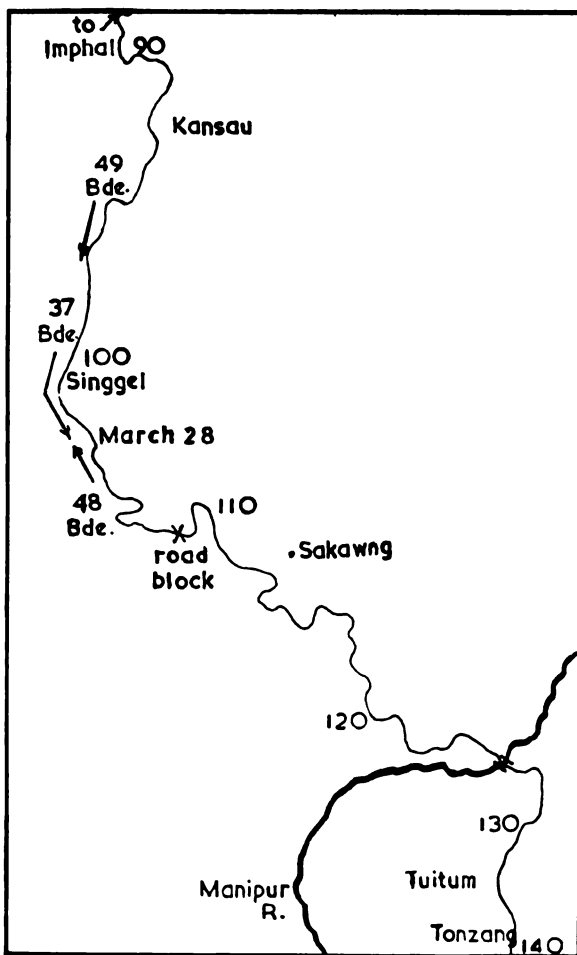 to
Imphal 90
Kansau
49
Bde.
37
Bde.
100
Singgel
March 28
48
Bde.
110
road
block
Sakawng
120
130
Manipur
R.
Tuitum
Tonzang
140